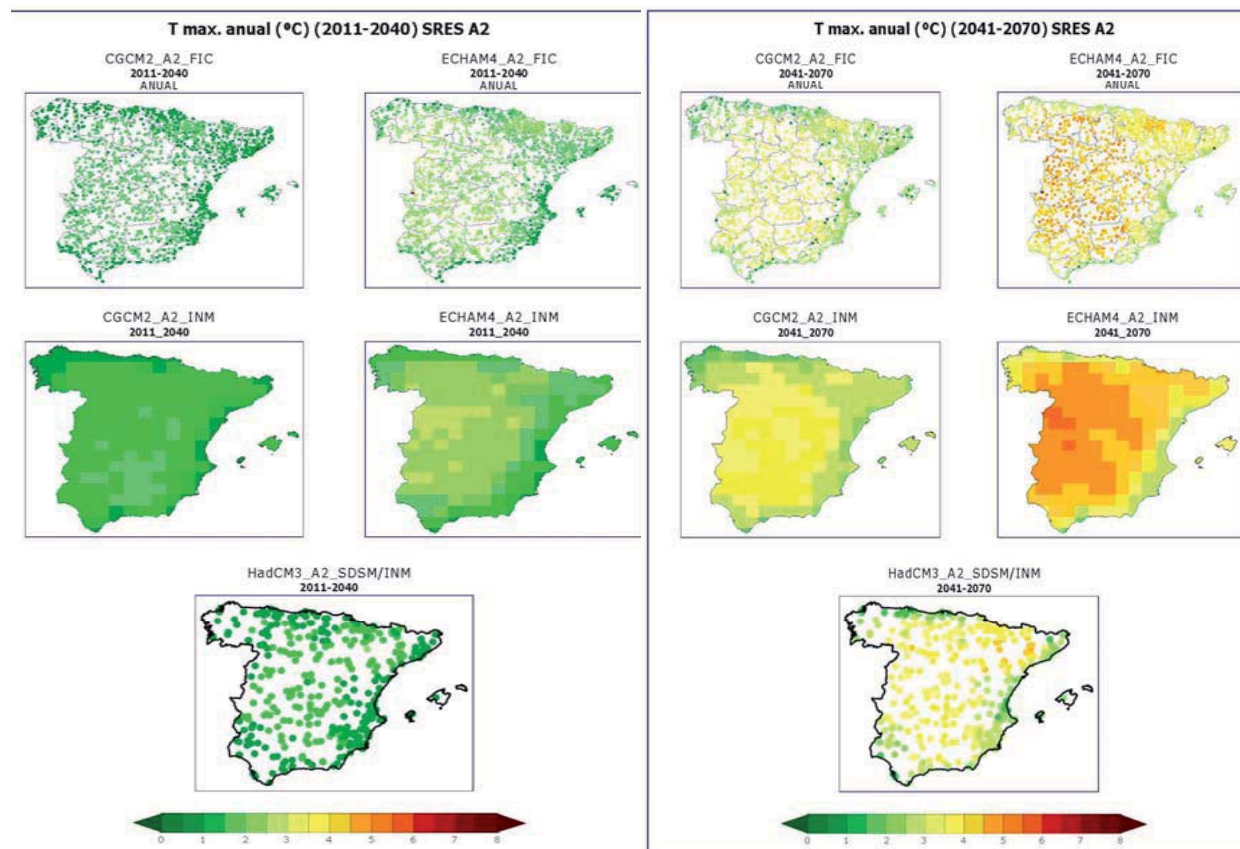 T max. anual (ºC) (2011-2040) SRES A2
CGCM2_A2_FIC
2011-2040
ANUAL
ECHAM4_A2_FIC
2011-2040
ANUAL
CGCM2_A2_INM
2011_2040
ECHAM4_A2_INM
2011_2040
HadCM3_A2_SDSM/INM
2011-2040
0 1 2 3 4 5 6 7 8
T max. anual (ºC) (2041-2070) SRES A2
CGCM2_A2_FIC
2041-2070
ANUAL
ECHAM4_A2_FIC
2041-2070
ANUAL
CGCM2_A2_INM
2041_2070
ECHAM4_A2_INM
2041_2070
HadCM3_A2_SDSM/INM
2041-2070
0 1 2 3 4 5 6 7 8